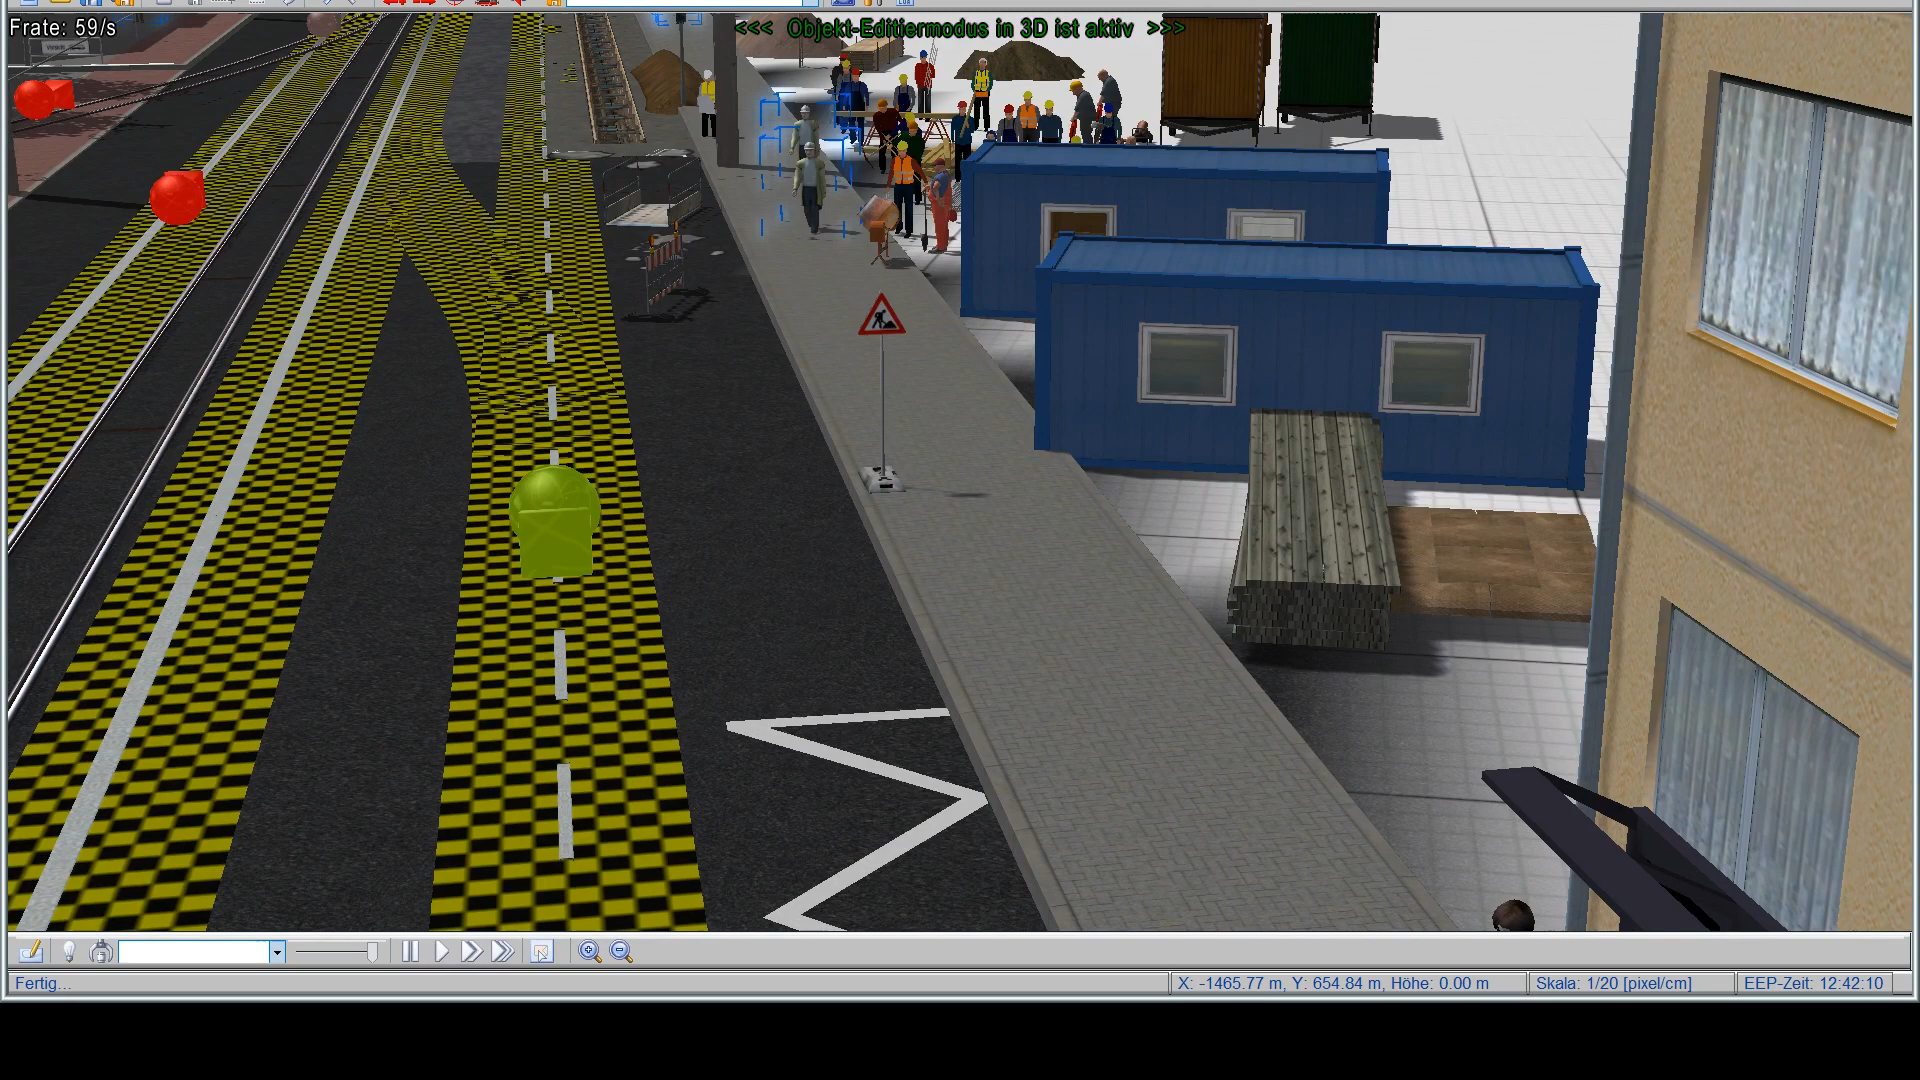 Frate: 59/s
<<< Objekt-Editiermodus in 3D ist aktiv >>>
Fertig...
X: -1465.77 m, Y: 654.84 m, Höhe: 0.00 m
Skala: 1/20 [pixel/cm]
EEP-Zeit: 12:42:10